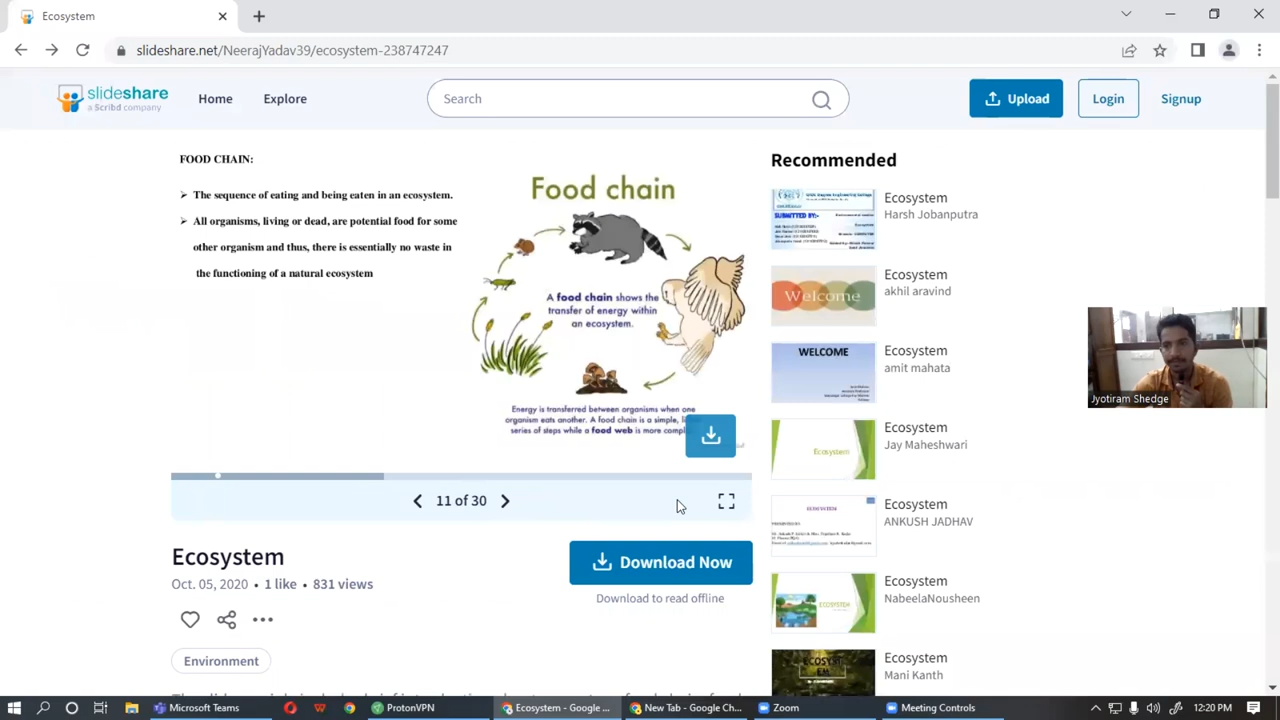 Ecosystem
slideshare.net/NeerajYadav39/ecosystem-238747247
slideshare
a Scribd company
Home
Explore
Search
Upload
Login
Signup
FOOD CHAIN:
➢ The sequence of eating and being eaten in an ecosystem.
➢ All organisms, living or dead, are potential food for some
other organism and thus, there is essentially no waste in
the functioning of a natural ecosystem
Food chain
A food chain shows the
transfer of energy within
an ecosystem.
Energy is transferred between organisms when one
organism eats another. A food chain is a simple,
series of steps while a food web is more
11 of 30
Ecosystem
Oct. 05, 2020 • 1 like • 831 views
Download Now
Download to read offline
Environment
Recommended
SUBMITTED BY:-
Ecosystem
Harsh Jobanputra
Welcome
Ecosystem
akhil aravind
WELCOME
Ecosystem
amit mahata
Ecosystem
Ecosystem
Jay Maheshwari
ECOSYSTEM
Ecosystem
ANKUSH JADHAV
ECOSYSTEM
Ecosystem
NabeelaNousheen
Ecosystem
Mani Kanth
Jyotiram Shedge
Microsoft Teams
ProtonVPN
Ecosystem - Google ...
New Tab - Google Ch...
Zoom
Meeting Controls
12:20 PM